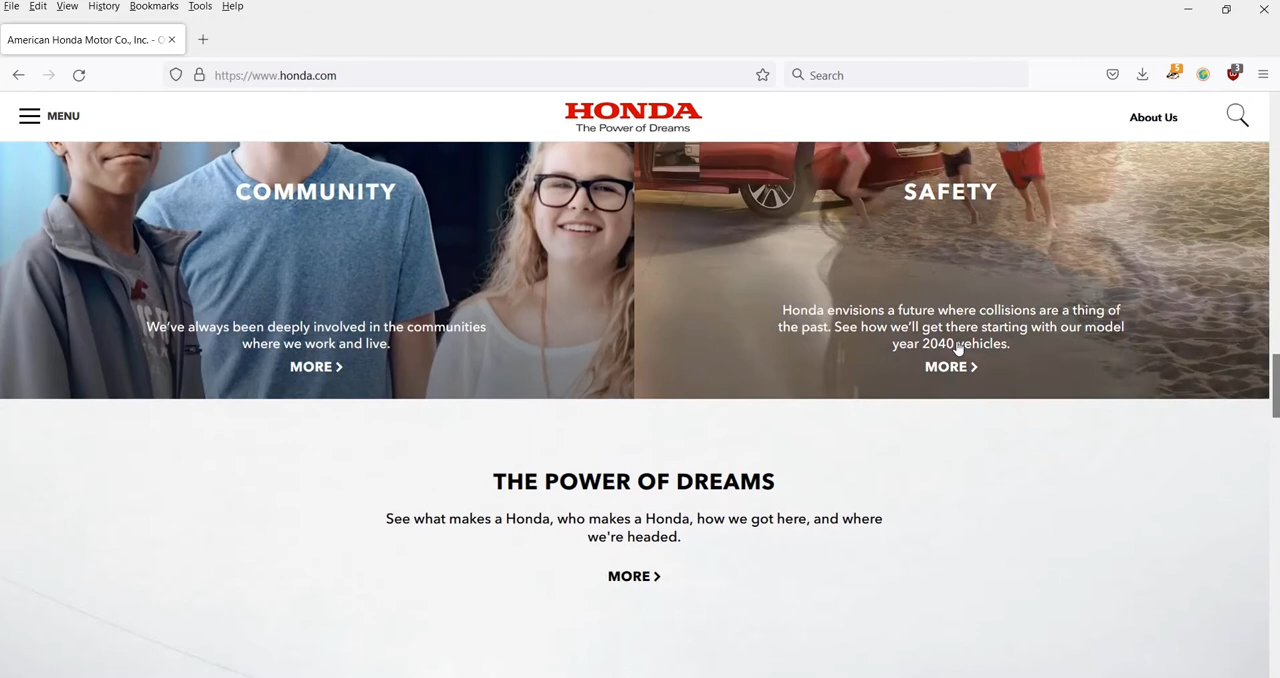 File Edit View History Bookmarks Tools Help
American Honda Motor Co., Inc. -
https://www.honda.com
Search
5
3
MENU
HONDA
The Power of Dreams
About Us
COMMUNITY
We've always been deeply involved in the communities
where we work and live.
MORE >
SAFETY
Honda envisions a future where collisions are a thing of
the past. See how we'll get there starting with our model
year 2040 vehicles.
MORE >
THE POWER OF DREAMS
See what makes a Honda, who makes a Honda, how we got here, and where
we're headed.
MORE >